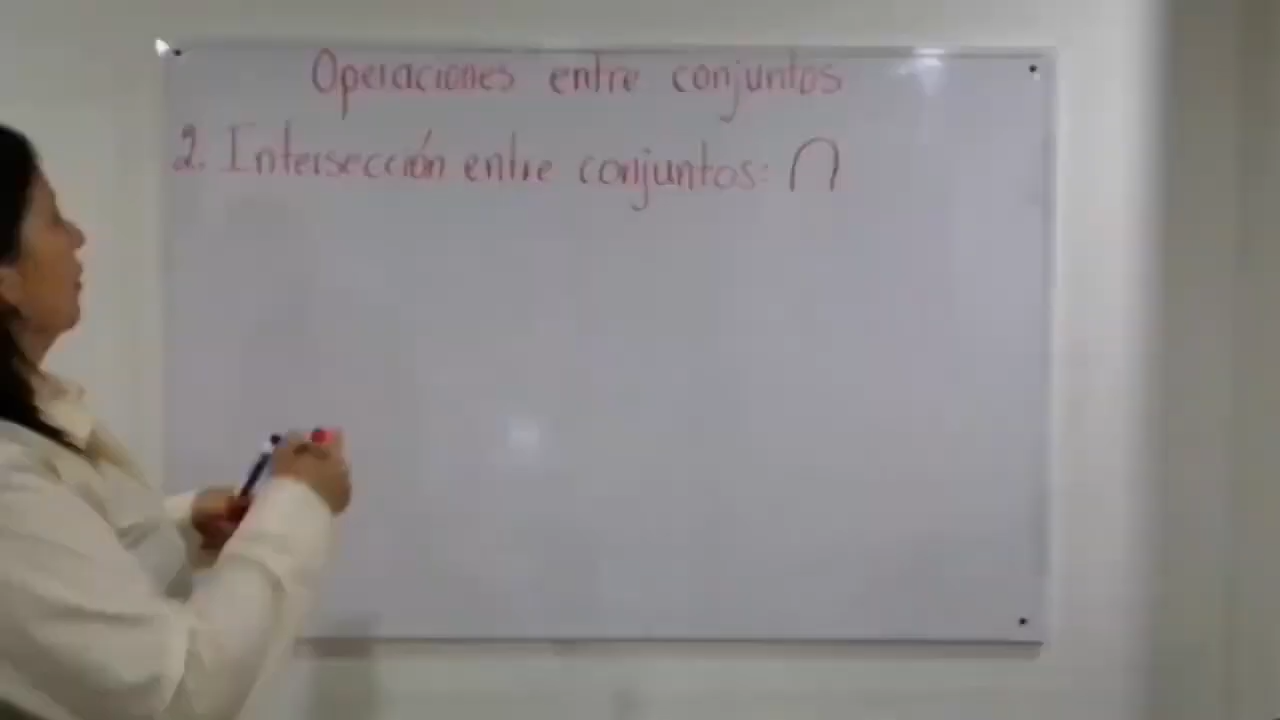 Operaciones entre conjuntos
2. Intersección entre conjuntos: ∩